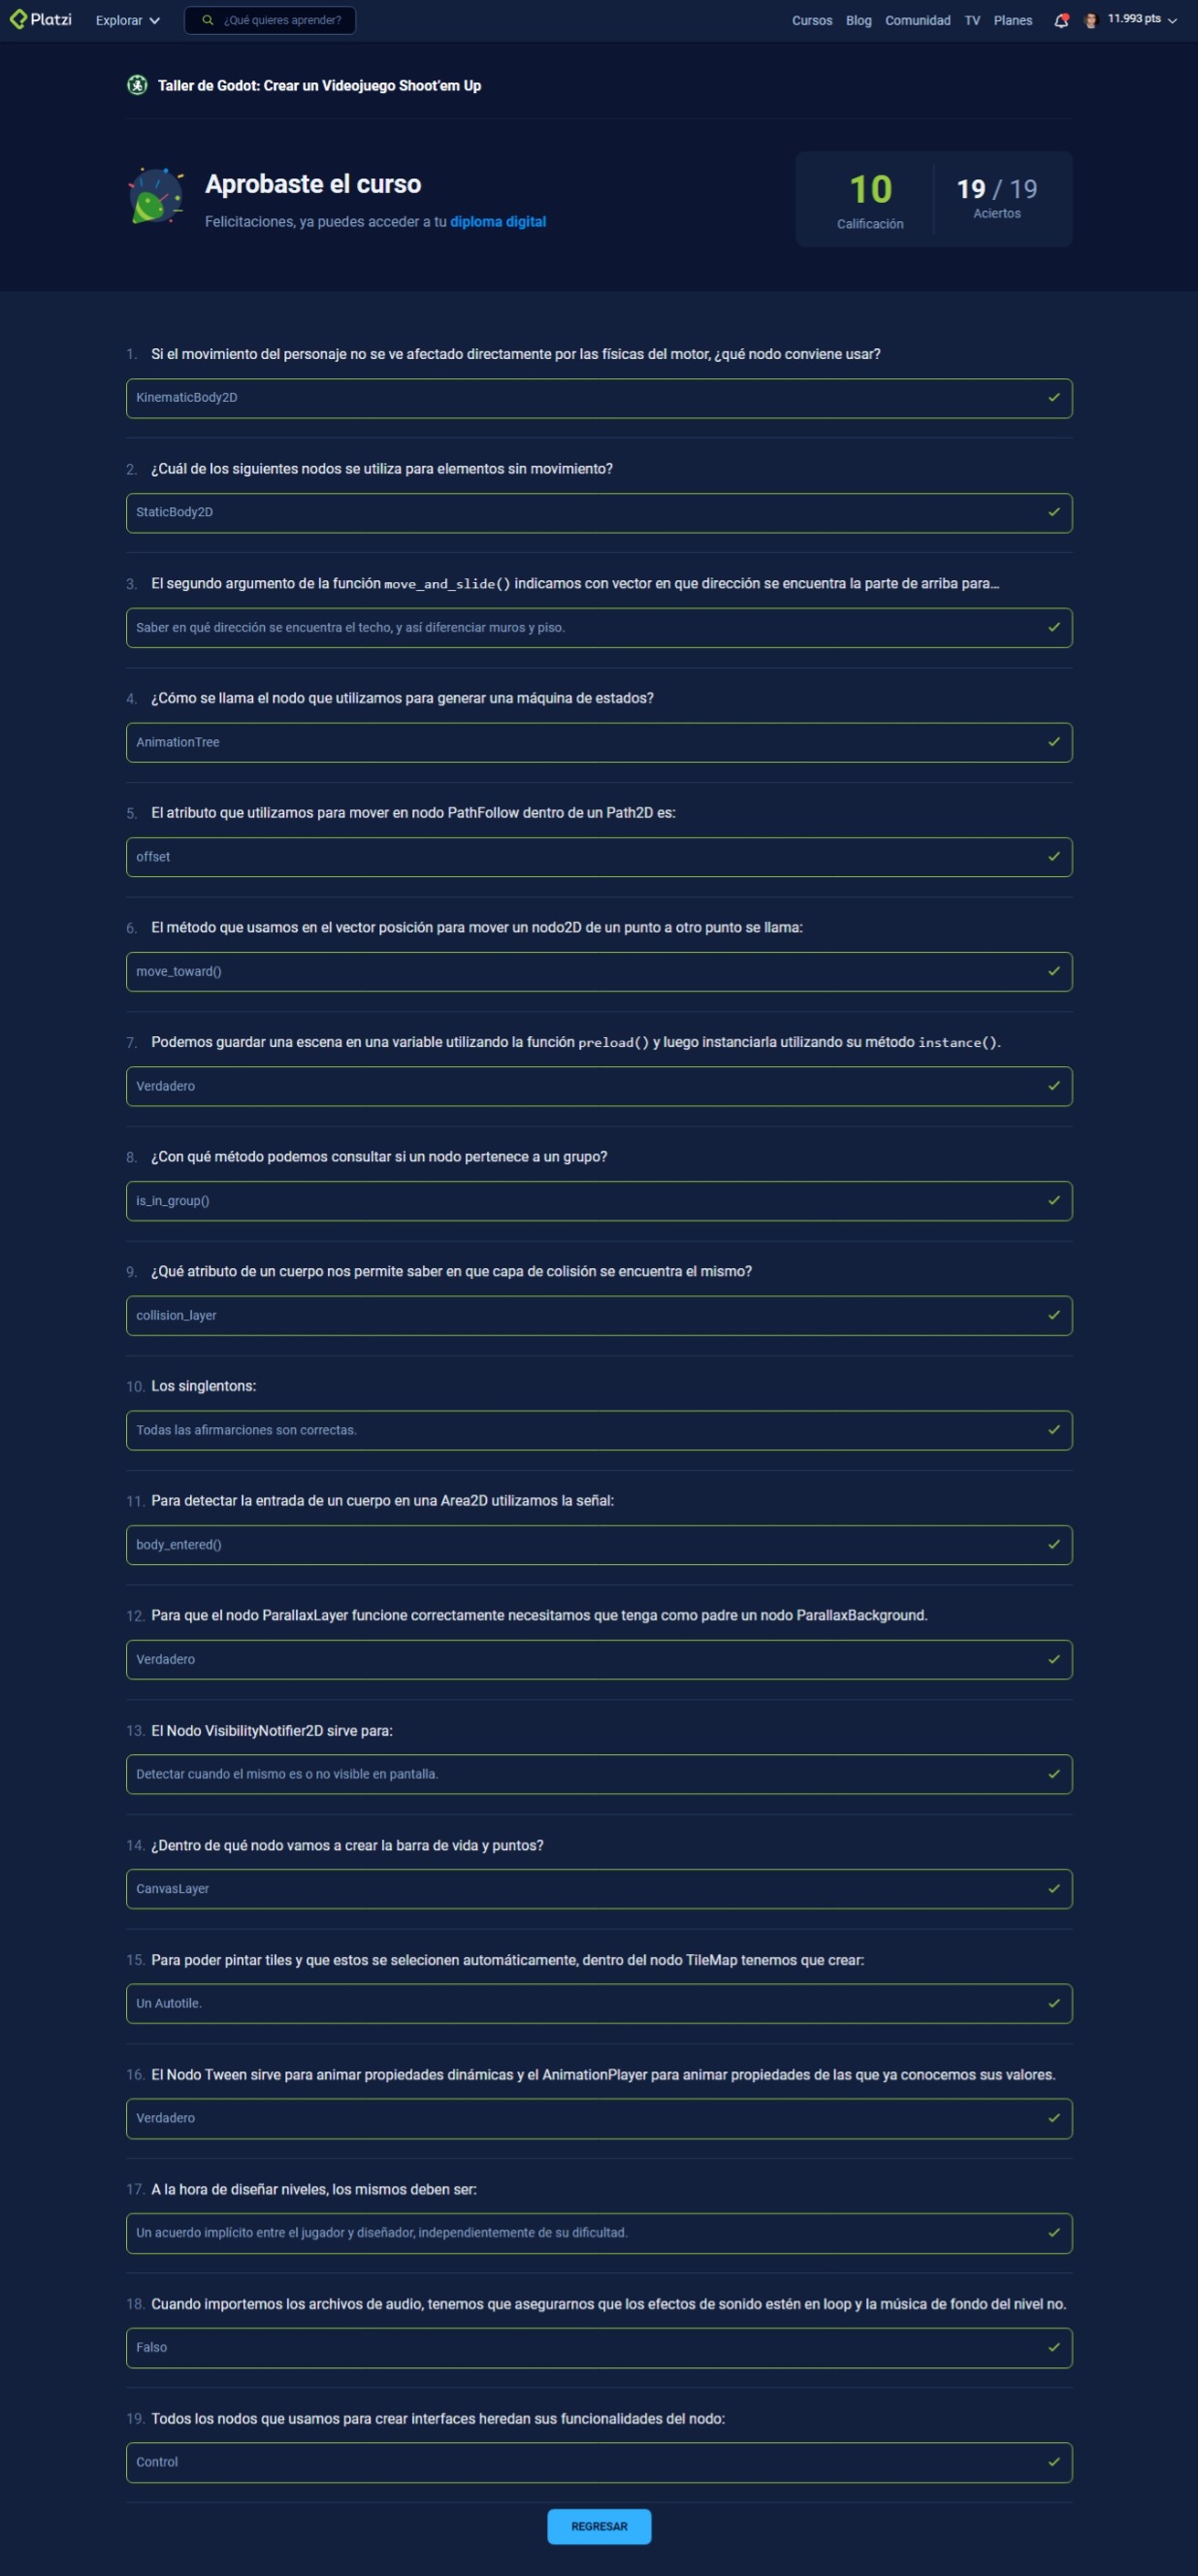 Platzi Explorar ¿Qué quieres aprender? Cursos Blog Comunidad TV Planes 11.993 pts
Taller de Godot: Crear un Videojuego Shoot'em Up
Aprobaste el curso
Felicitaciones, ya puedes acceder a tu diploma digital
10
Calificación
19 / 19
Aciertos
1. Si el movimiento del personaje no se ve afectado directamente por las físicas del motor, ¿qué nodo conviene usar?
KinematicBody2D
2. ¿Cuál de los siguientes nodos se utiliza para elementos sin movimiento?
StaticBody2D
3. El segundo argumento de la función move_and_slide() indicamos con vector en que dirección se encuentra la parte de arriba para...
Saber en qué dirección se encuentra el techo, y así diferenciar muros y piso.
4. ¿Cómo se llama el nodo que utilizamos para generar una máquina de estados?
AnimationTree
5. El atributo que utilizamos para mover en nodo PathFollow dentro de un Path2D es:
offset
6. El método que usamos en el vector posición para mover un nodo2D de un punto a otro punto se llama:
move_toward()
7. Podemos guardar una escena en una variable utilizando la función preload() y luego instanciarla utilizando su método instance().
Verdadero
8. ¿Con qué método podemos consultar si un nodo pertenece a un grupo?
is_in_group()
9. ¿Qué atributo de un cuerpo nos permite saber en que capa de colisión se encuentra el mismo?
collision_layer
10. Los singlentons:
Todas las afirmarciones son correctas.
11. Para detectar la entrada de un cuerpo en una Area2D utilizamos la señal:
body_entered()
12. Para que el nodo ParallaxLayer funcione correctamente necesitamos que tenga como padre un nodo ParallaxBackground.
Verdadero
13. El Nodo VisibilityNotifier2D sirve para:
Detectar cuando el mismo es o no visible en pantalla.
14. ¿Dentro de qué nodo vamos a crear la barra de vida y puntos?
CanvasLayer
15. Para poder pintar tiles y que estos se selecionen automáticamente, dentro del nodo TileMap tenemos que crear:
Un Autotile.
16. El Nodo Tween sirve para animar propiedades dinámicas y el AnimationPlayer para animar propiedades de las que ya conocemos sus valores.
Verdadero
17. A la hora de diseñar niveles, los mismos deben ser:
Un acuerdo implícito entre el jugador y diseñador, independientemente de su dificultad.
18. Cuando importemos los archivos de audio, tenemos que asegurarnos que los efectos de sonido estén en loop y la música de fondo del nivel no.
Falso
19. Todos los nodos que usamos para crear interfaces heredan sus funcionalidades del nodo:
Control
REGRESAR